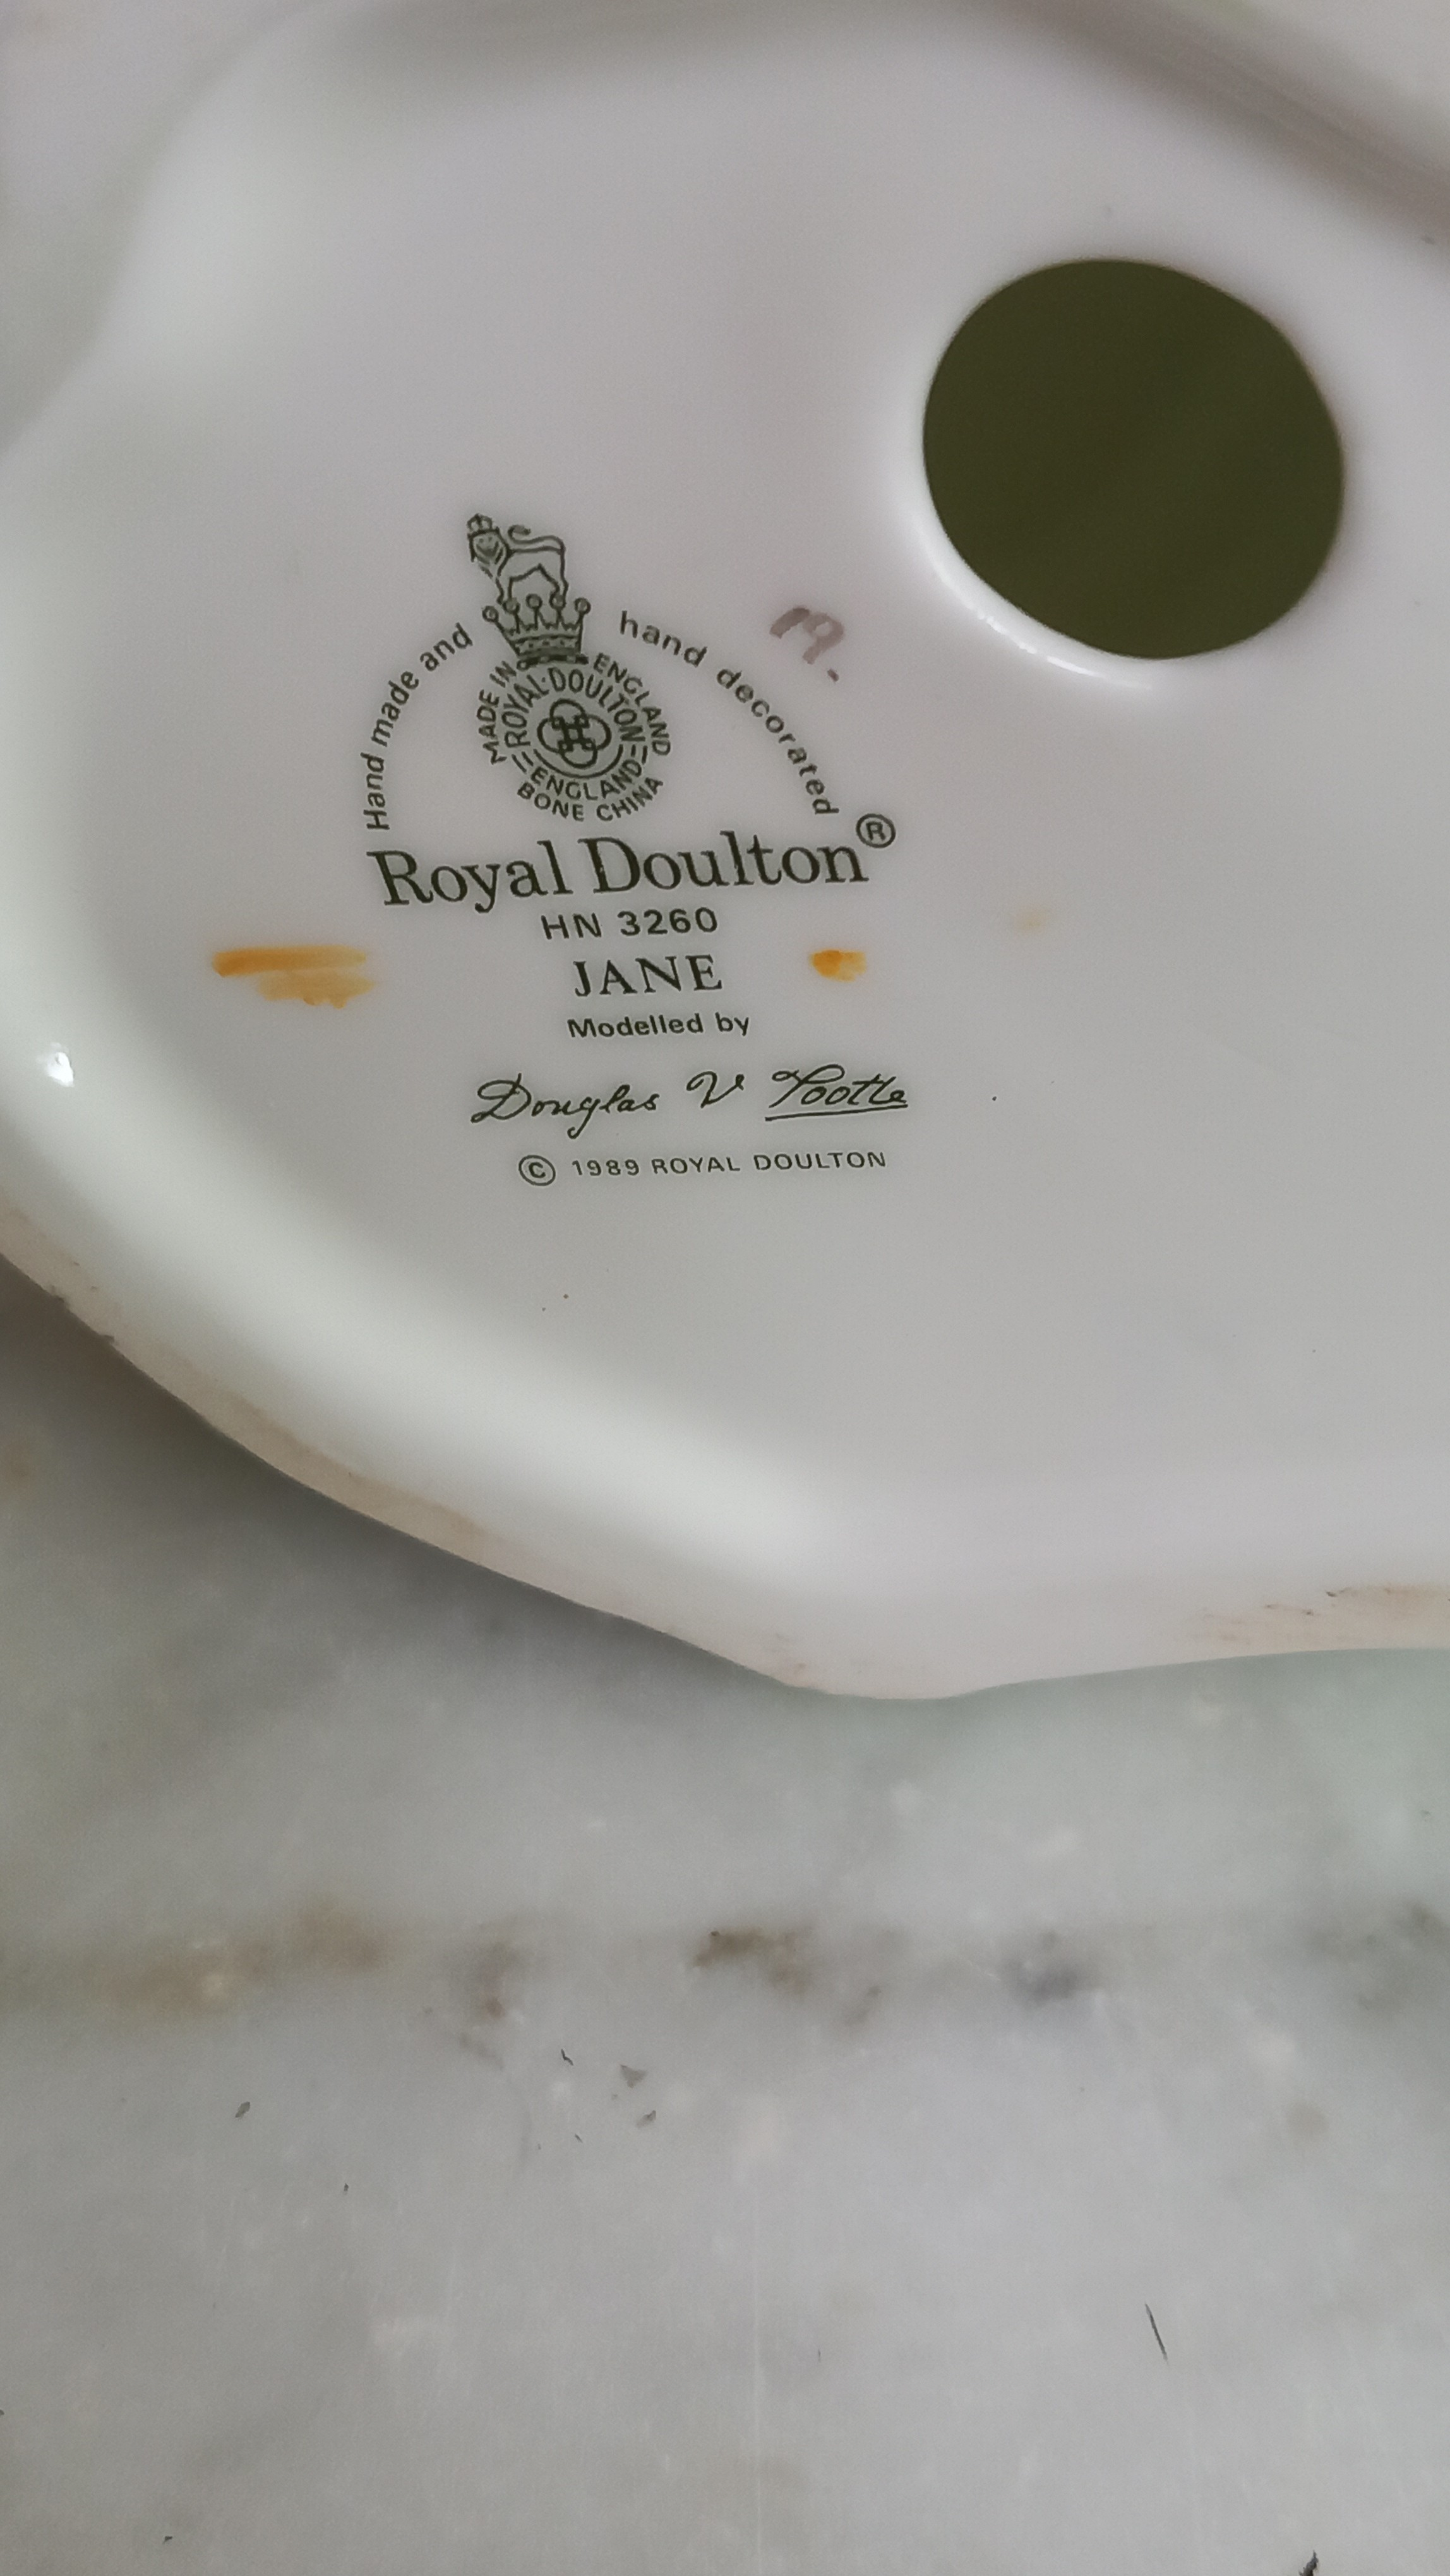 Hand made and hand decorated
MADE IN ENGLAND
ROYAL·DOULTON
ENGLAND
BONE CHINA
Royal Doulton®
HN 3260
JANE
Modelled by
Douglas V Tootle
© 1989 ROYAL DOULTON